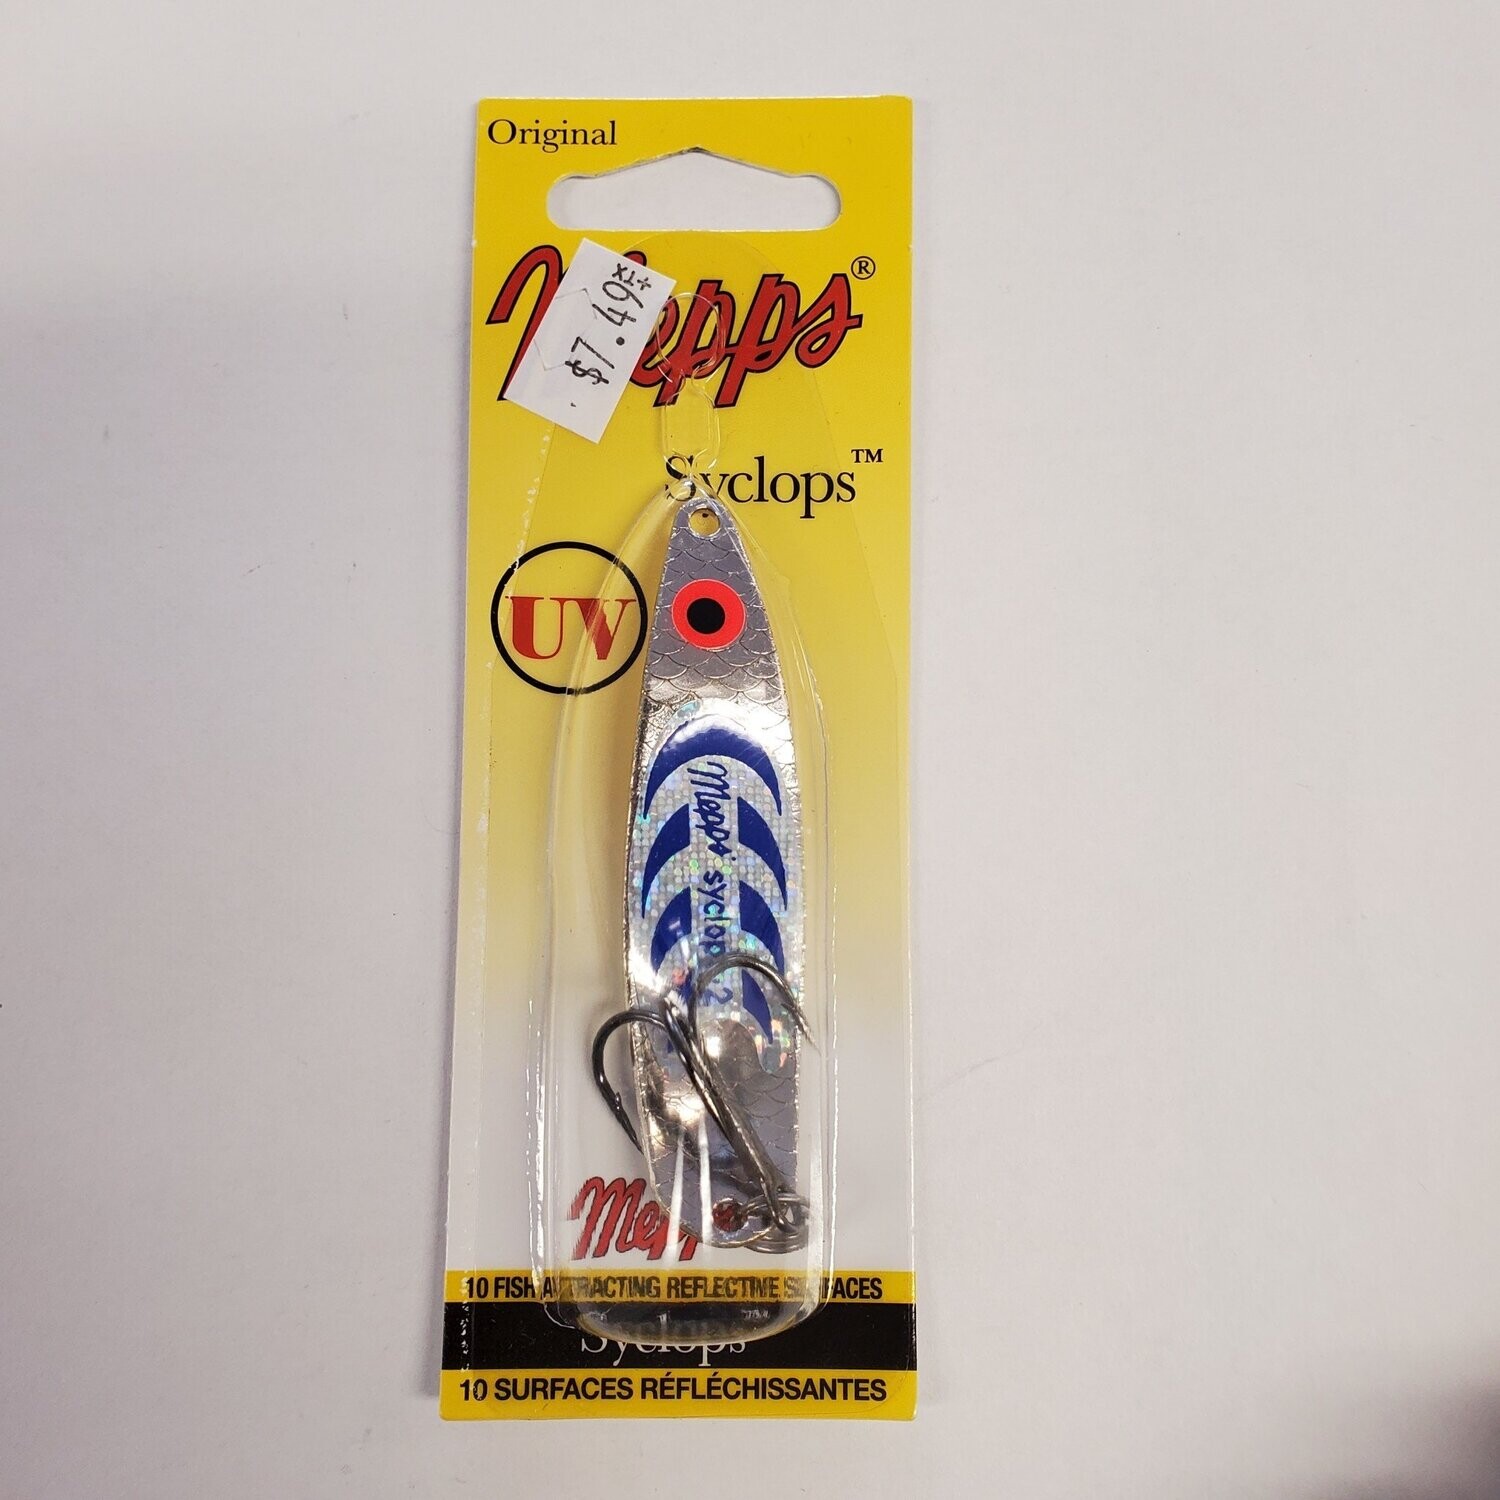 Original
Mepps®
$7.49+TX
Syclops™
UV
Mepps syclops 2
Mepps
10 FISH ATTRACTING REFLECTIVE SURFACES
Syclops™
10 SURFACES RÉFLÉCHISSANTES